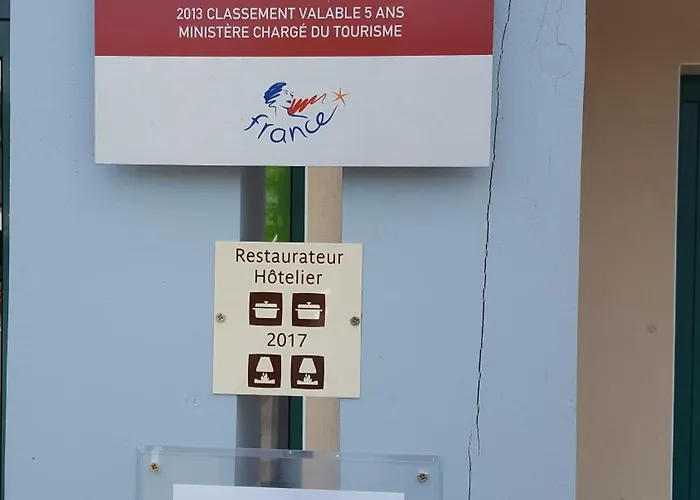 2013 CLASSEMENT VALABLE 5 ANS
MINISTÈRE CHARGÉ DU TOURISME
france
Restaurateur
Hôtelier
2017